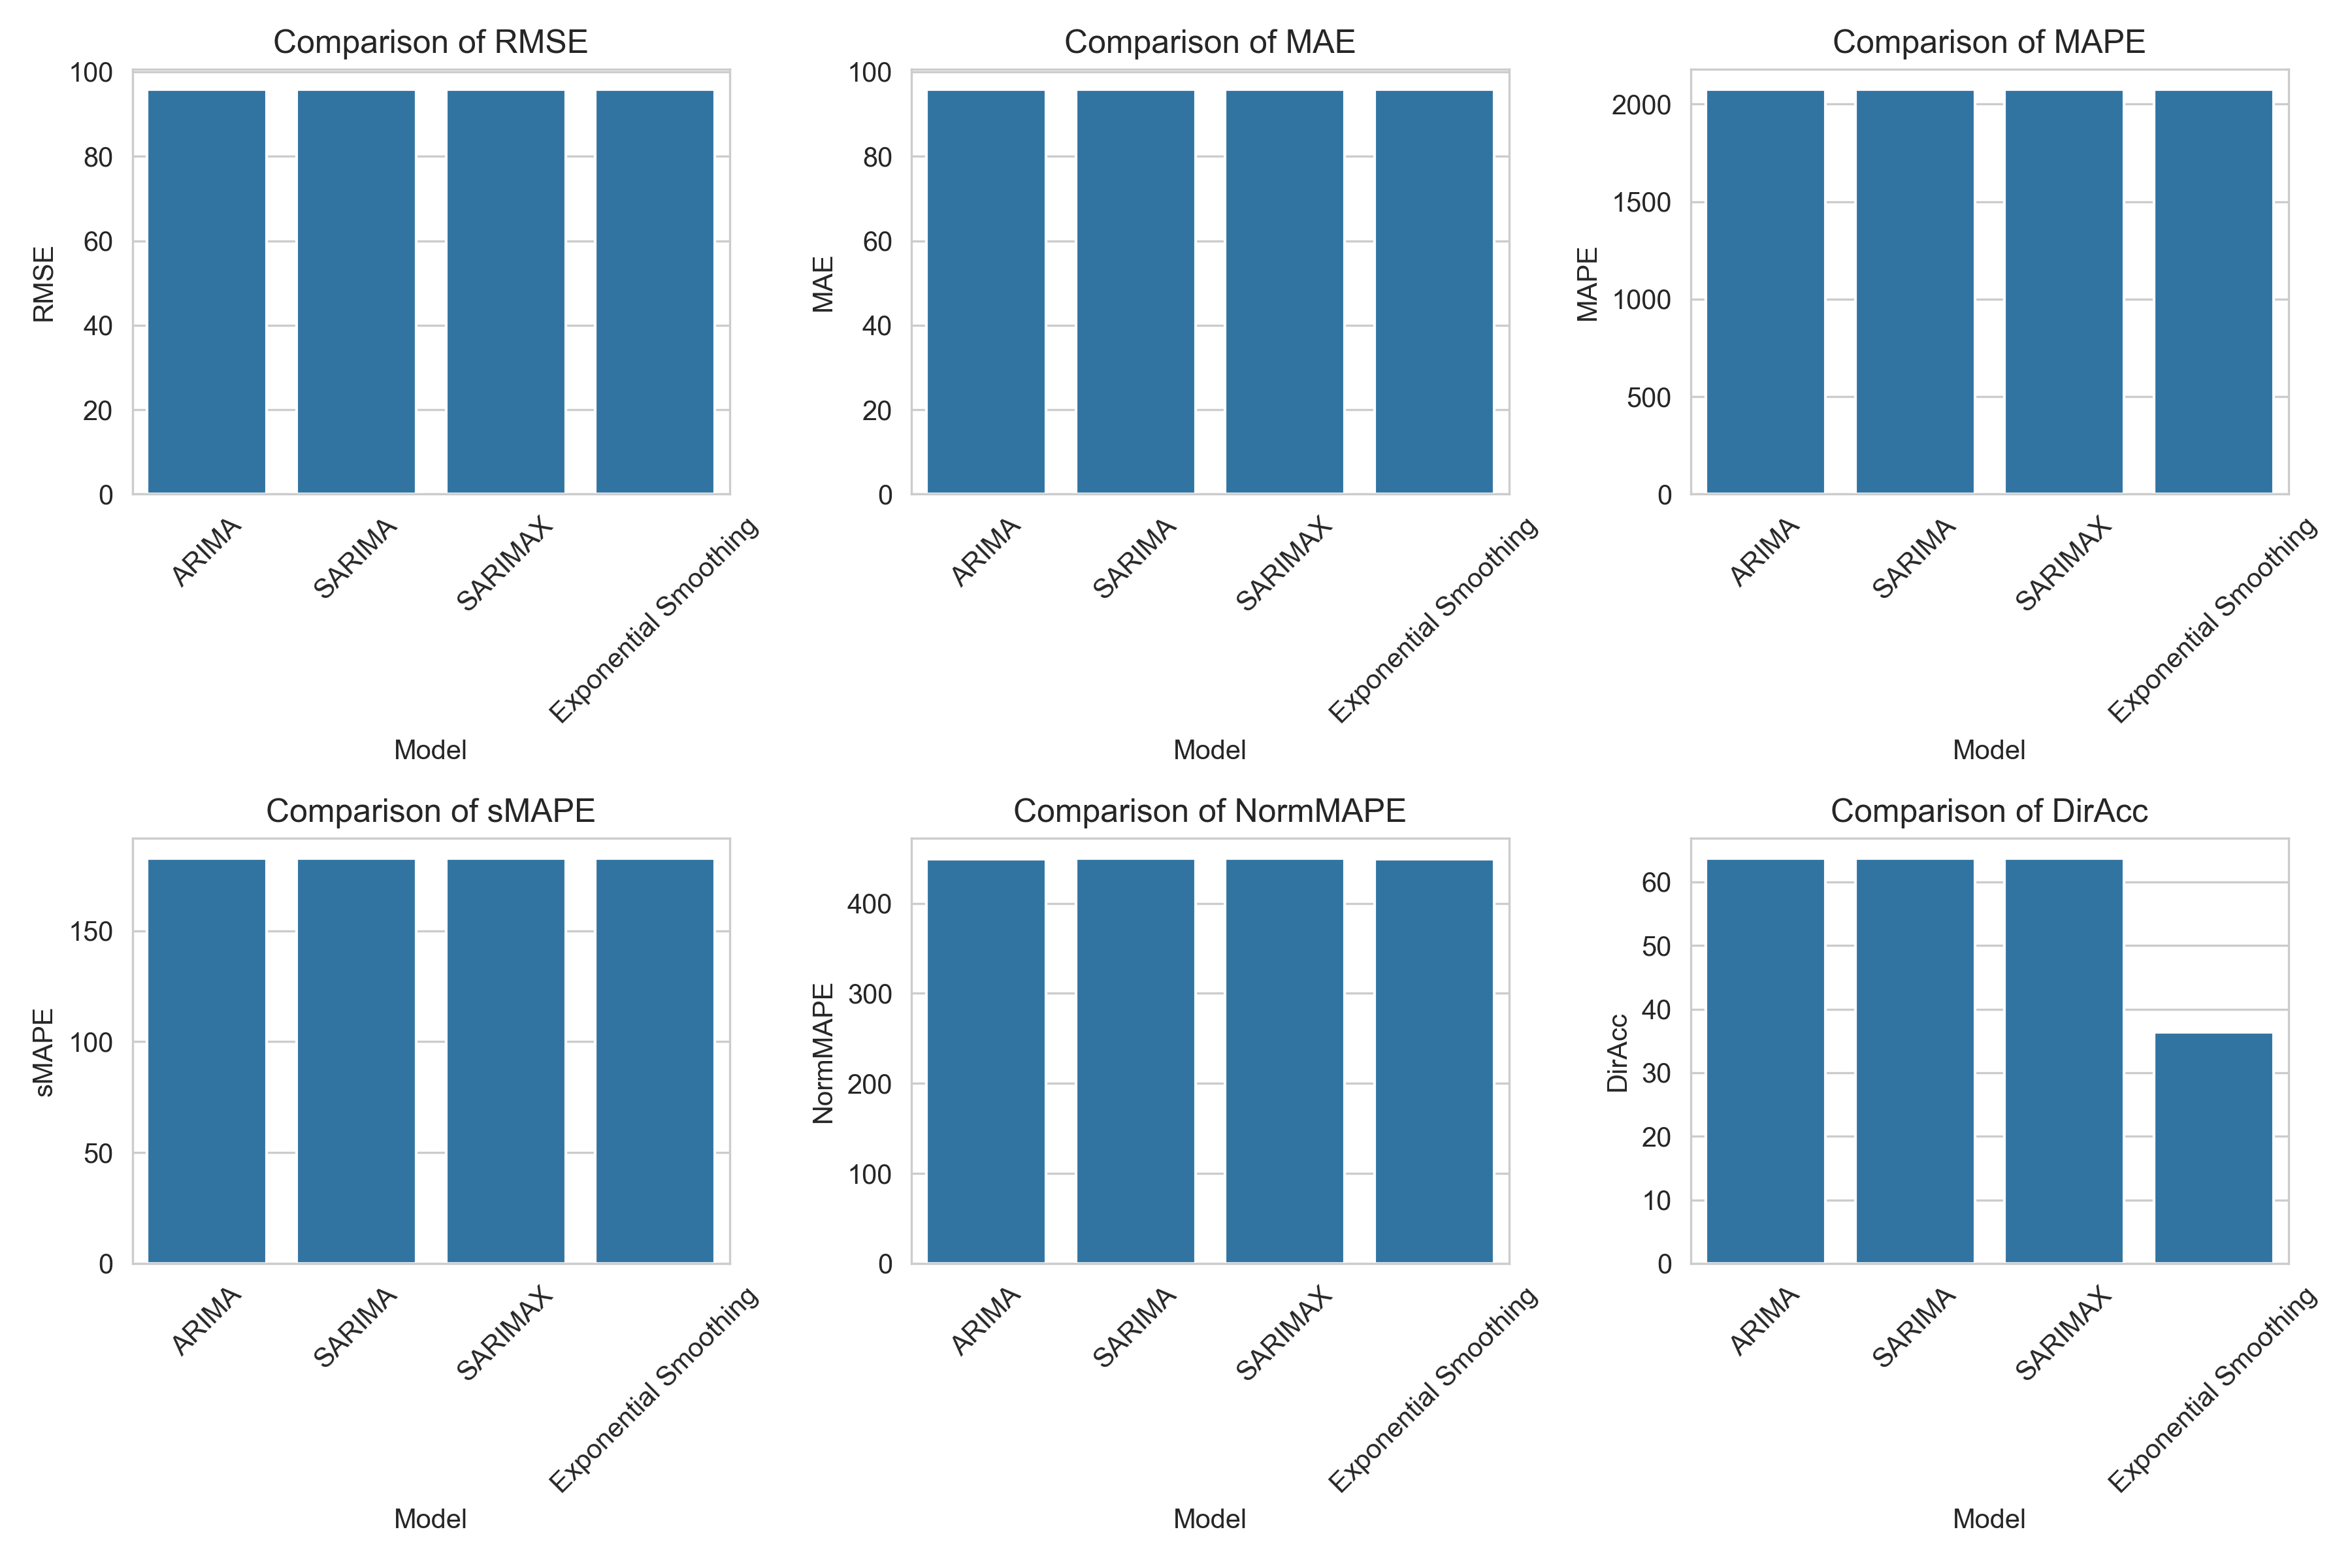 Comparison of RMSE
100
80
60
40
20
0
RMSE
ARIMA
SARIMA
SARIMAX
Exponential Smoothing
Model
Comparison of MAE
100
80
60
40
20
0
MAE
ARIMA
SARIMA
SARIMAX
Exponential Smoothing
Model
Comparison of MAPE
2000
1500
1000
500
0
MAPE
ARIMA
SARIMA
SARIMAX
Exponential Smoothing
Model
Comparison of sMAPE
150
100
50
0
sMAPE
ARIMA
SARIMA
SARIMAX
Exponential Smoothing
Model
Comparison of NormMAPE
400
300
200
100
0
NormMAPE
ARIMA
SARIMA
SARIMAX
Exponential Smoothing
Model
Comparison of DirAcc
60
50
40
30
20
10
0
DirAcc
ARIMA
SARIMA
SARIMAX
Exponential Smoothing
Model